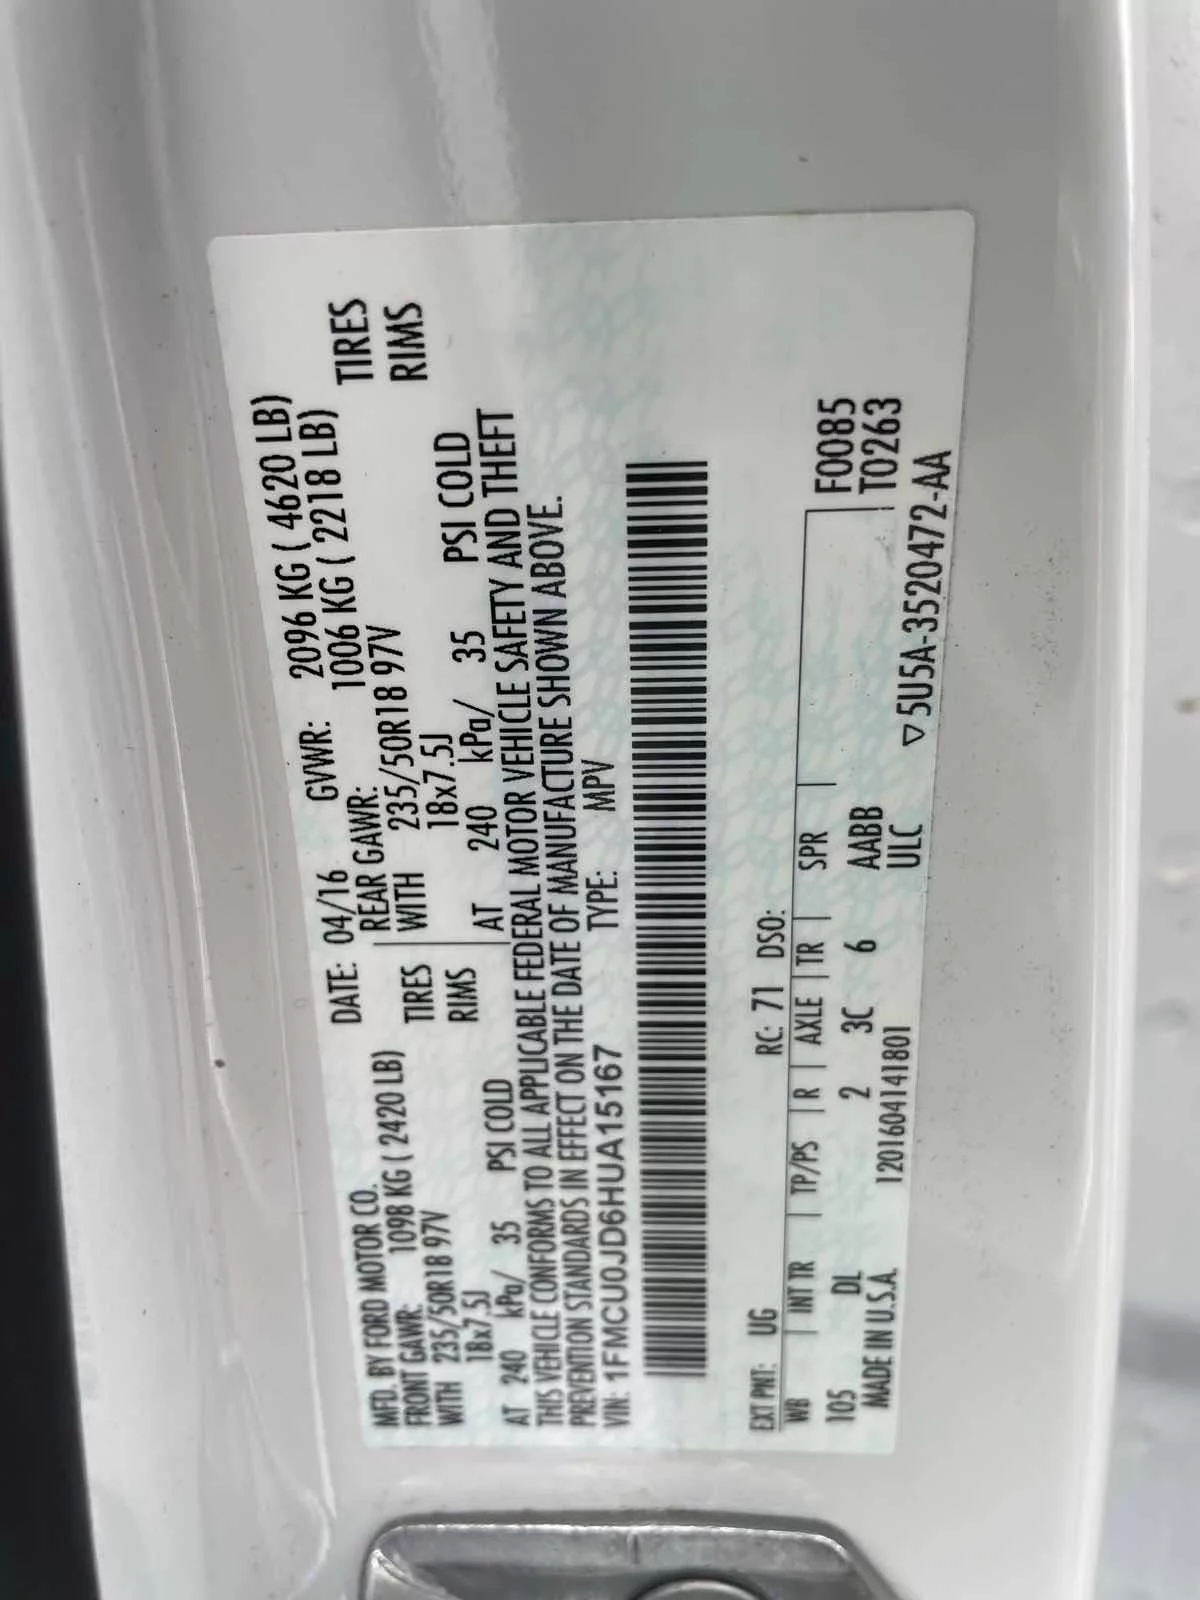 MFD. BY FORD MOTOR CO. DATE: 04/16 GVWR: 2096 KG ( 4620 LB)
FRONT GAWR: 1098 KG ( 2420 LB) REAR GAWR: 1006 KG ( 2218 LB)
WITH 235/50R18 97V TIRES WITH 235/50R18 97V TIRES
18x7.5J RIMS 18x7.5J RIMS
AT 240 kPa/ 35 PSI COLD AT 240 kPa/ 35 PSI COLD
THIS VEHICLE CONFORMS TO ALL APPLICABLE FEDERAL MOTOR VEHICLE SAFETY AND THEFT
PREVENTION STANDARDS IN EFFECT ON THE DATE OF MANUFACTURE SHOWN ABOVE.
VIN: 1FMCU0JD6HUA15167 TYPE: MPV
EXT PNT: UG RC: 71 DSO:
WB INT TR TP/PS R AXLE TR SPR F0085
105 DL 2 3C 6 AABB T0263
MADE IN U.S.A. 1201604141801 ULC ▽5U5A-3520472-AA